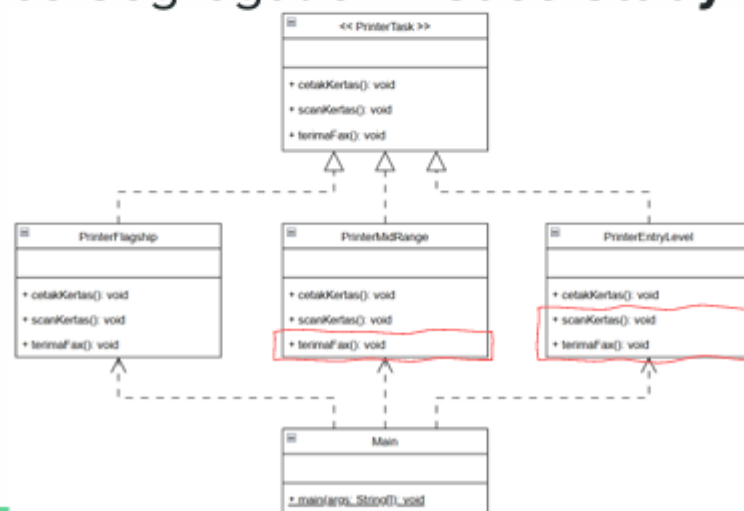 << PrinterTask >>
+ cetakKertas(): void
+ scanKertas(): void
+ terimaFax(): void
PrinterFlagship
+ cetakKertas(): void
+ scanKertas(): void
+ terimaFax(): void
PrinterMidRange
+ cetakKertas(): void
+ scanKertas(): void
+ terimaFax(): void
PrinterEntryLevel
+ cetakKertas(): void
+ scanKertas(): void
+ terimaFax(): void
Main
+ main(args: String[]): void